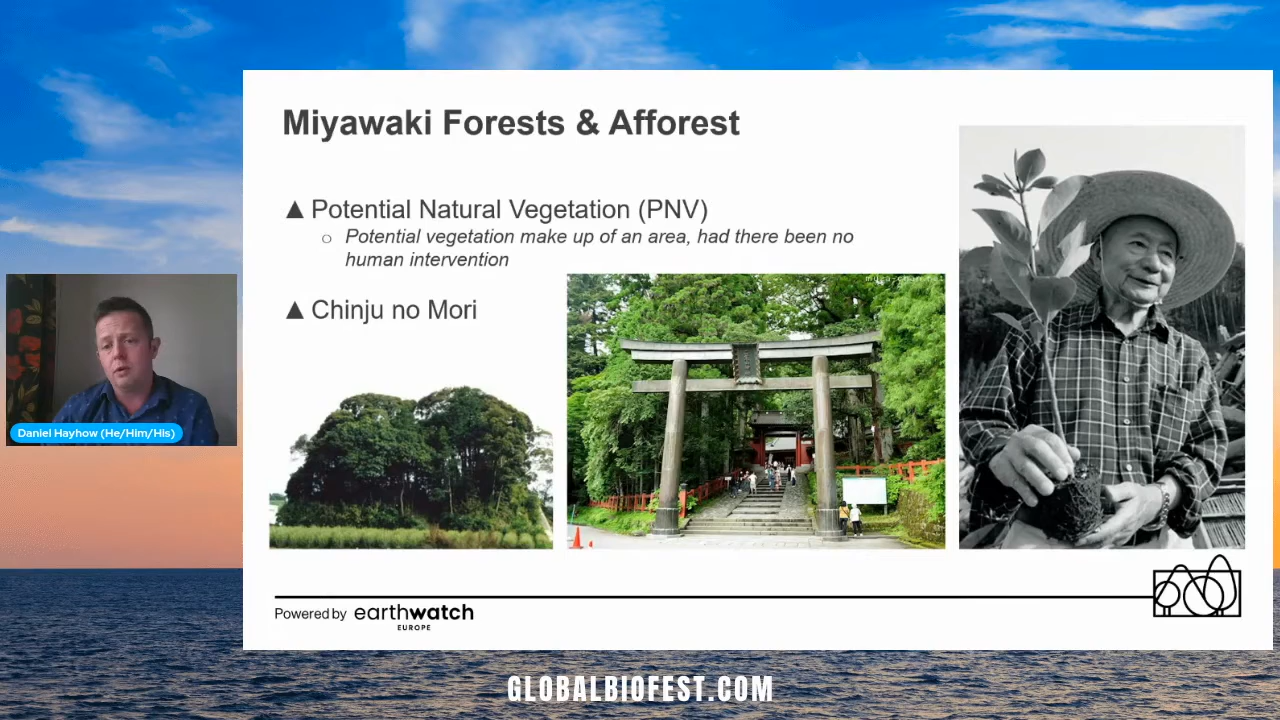 Miyawaki Forests & Afforest
▲ Potential Natural Vegetation (PNV)
○ Potential vegetation make up of an area, had there been no
human intervention
▲ Chinju no Mori
Daniel Hayhow (He/Him/His)
Powered by earthwatch
EUROPE
GLOBALBIOFEST.COM